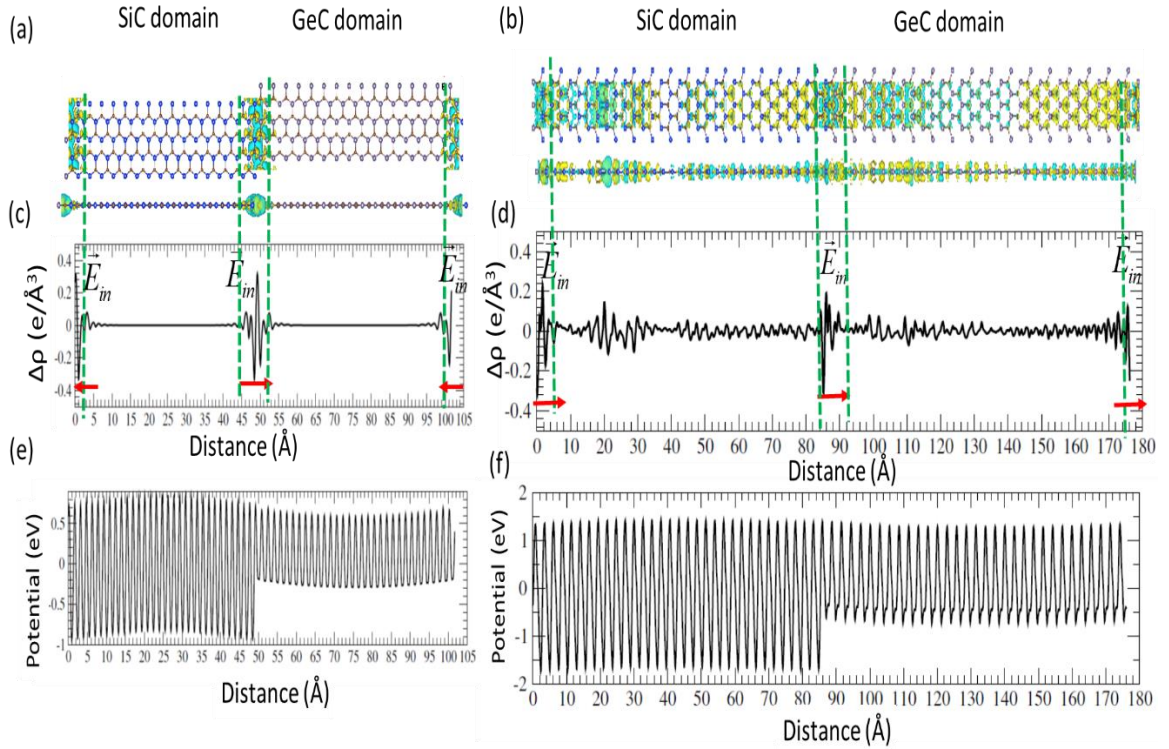 SiC domain GeC domain
(a)
SiC domain GeC domain
(b)
(c)
Δρ (e/Å³)
0.4
0.2
0
-0.2
-0.4
E⃗in E⃗in E⃗in
0 5 10 15 20 25 30 35 40 45 50 55 60 65 70 75 80 85 90 95 100 105
Distance (Å)
(d)
Δρ (e/Å³)
0.4
0.2
0
-0.2
-0.4
E⃗in E⃗in E⃗in
0 10 20 30 40 50 60 70 80 90 100 110 120 130 140 150 160 170 180
Distance (Å)
(e)
Potential (eV)
0.5
0
-0.5
-1
0 5 10 15 20 25 30 35 40 45 50 55 60 65 70 75 80 85 90 95 100 105
Distance (Å)
(f)
Potential (eV)
2
1
0
-1
-2
0 10 20 30 40 50 60 70 80 90 100 110 120 130 140 150 160 170 180
Distance (Å)